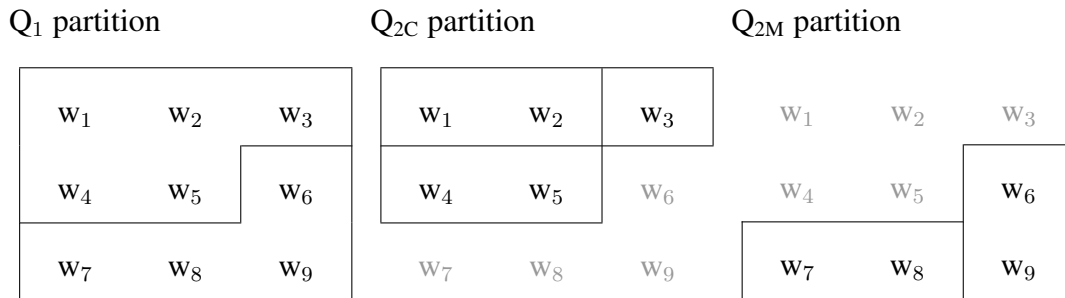 Q₁ partition Q₂C partition Q₂M partition
w₁ w₂ w₃ w₁ w₂ w₃ w₁ w₂ w₃
w₄ w₅ w₆ w₄ w₅ w₆ w₄ w₅ w₆
w₇ w₈ w₉ w₇ w₈ w₉ w₇ w₈ w₉